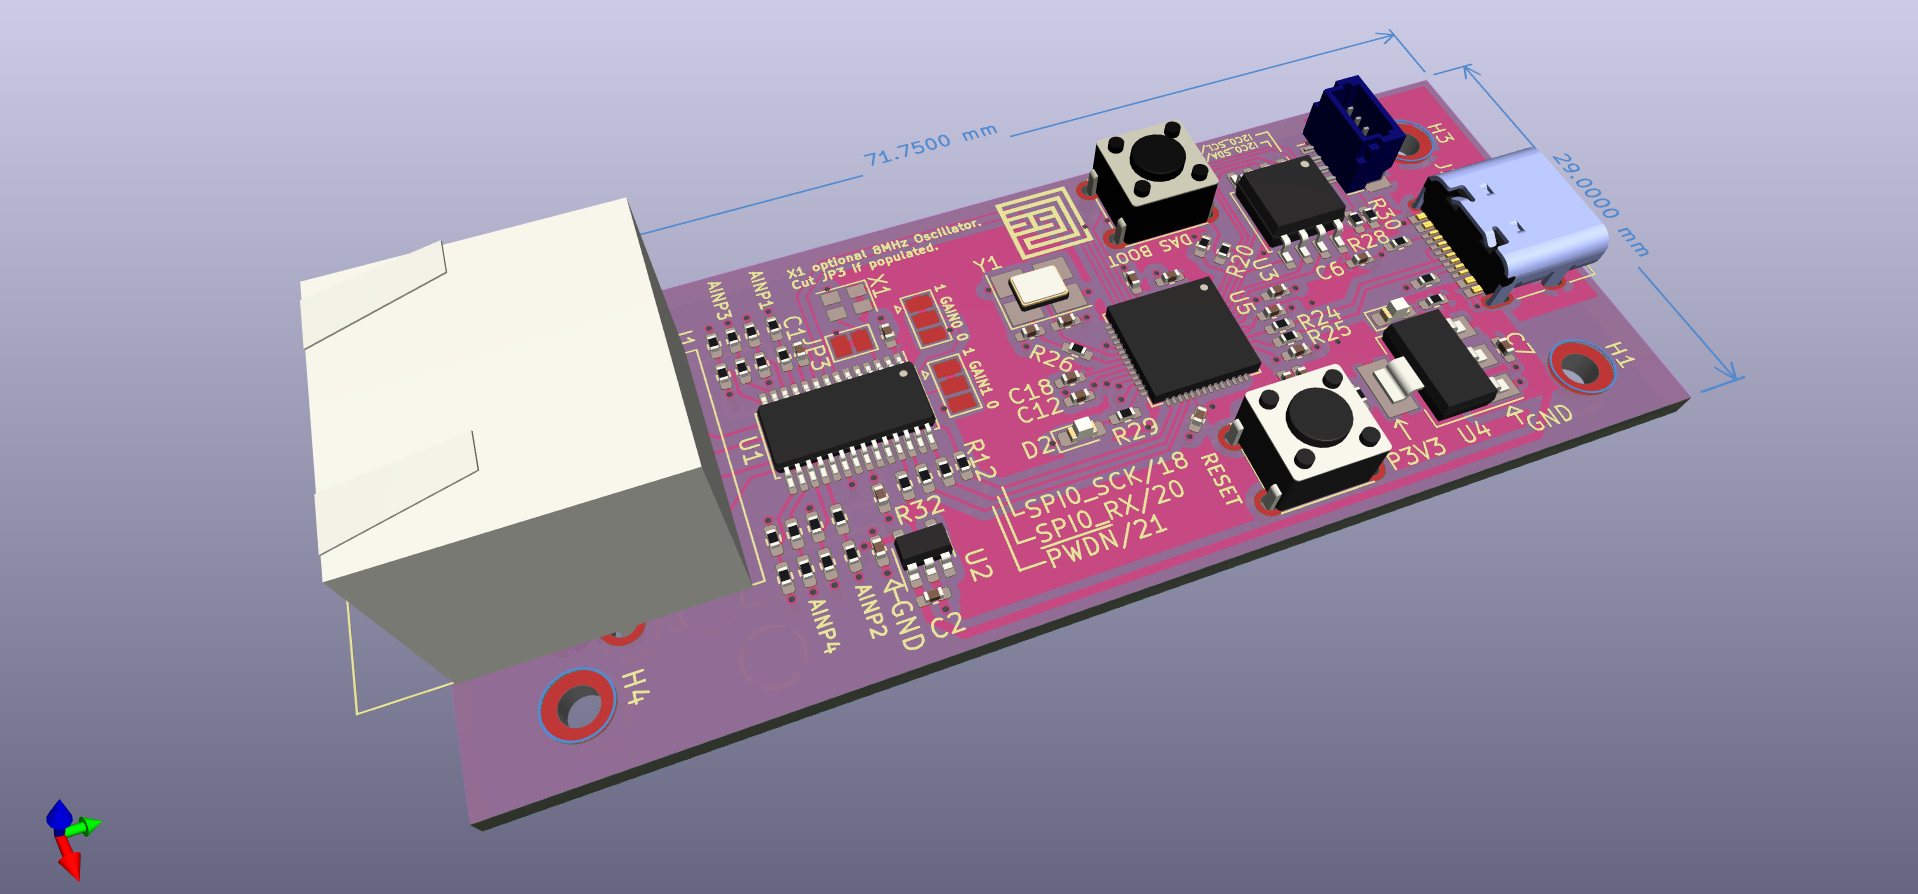 71.7500 mm
29.0000 mm
I2C0_SCL/
I2C0_SDA/
H3
X1 optional 8MHz Oscillator.
Cut JP3 if populated.
DAS BOOT
Y1
X1
AINP3
AINP1
C1
JP3
1 GAIN0 0
1 GAIN1 0
R20
U3
R30
R28
C6
U5
R24
R25
R26
C18
C12
C7
H1
D2
R29
U1
R12
R32
RESET
P3V3
U4
GND
SPI0_SCK/18
SPI0_RX/20
PWDN/21
U2
C2
GND
AINP2
AINP4
H4